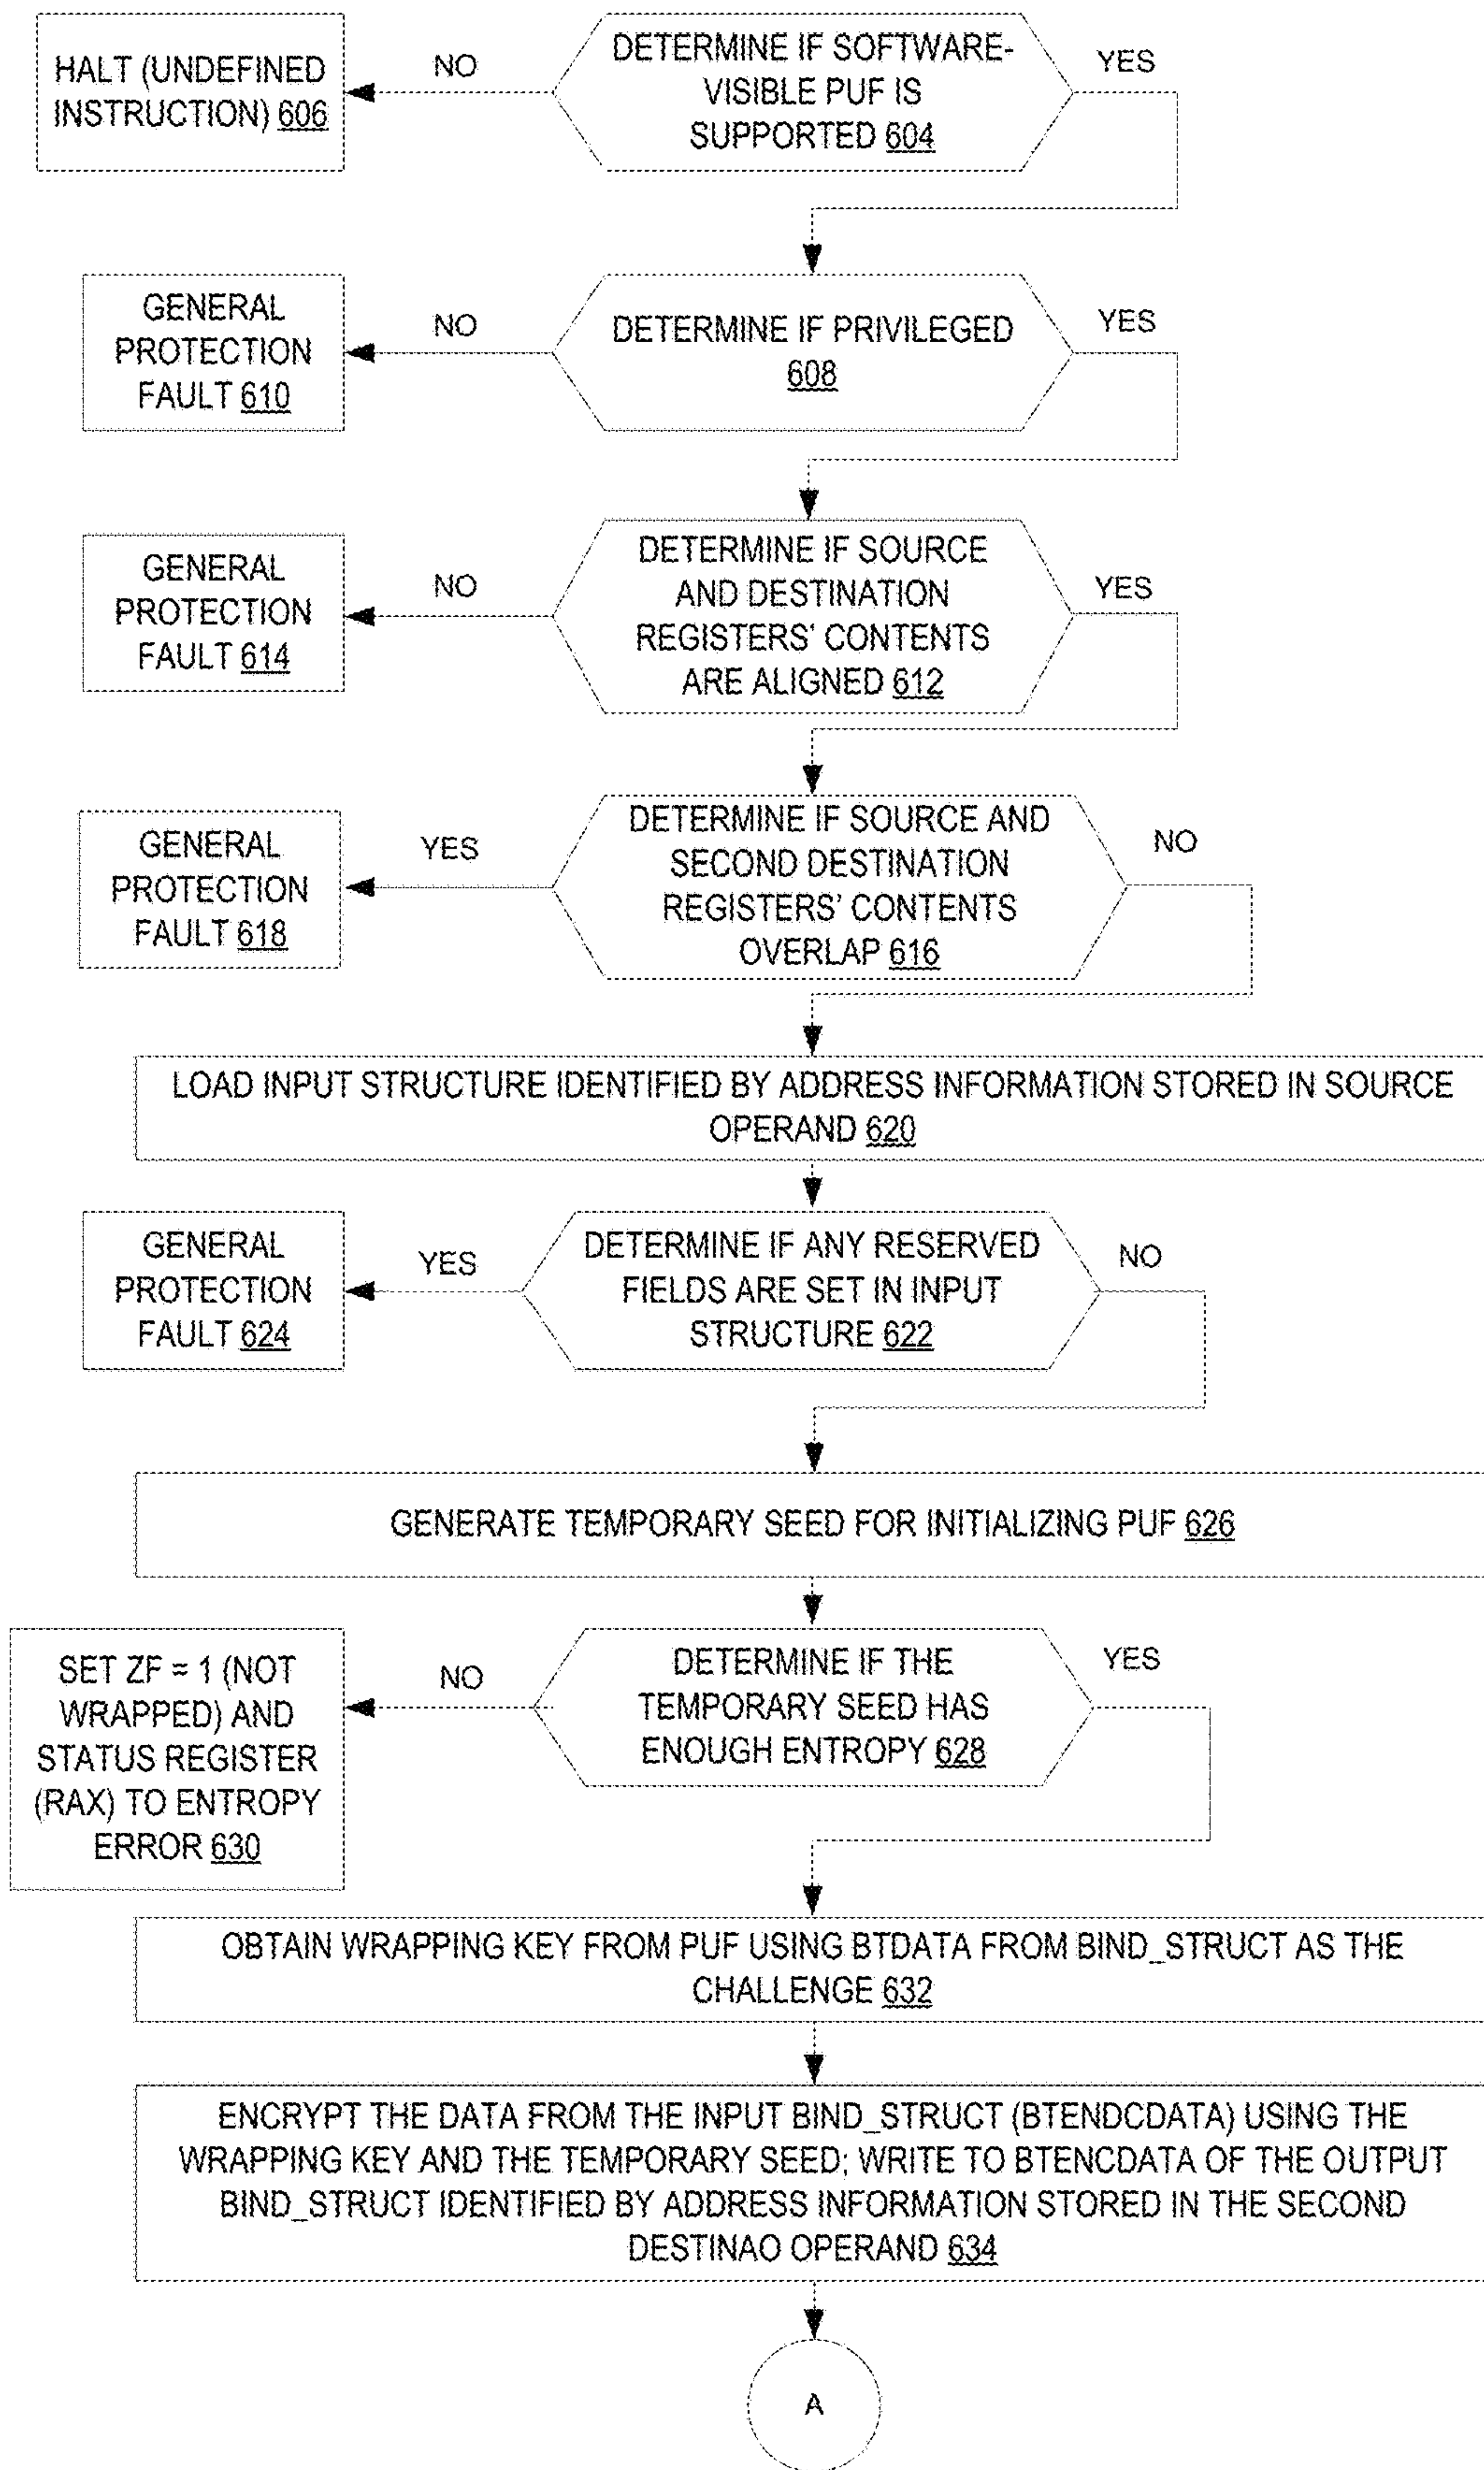 HALT (UNDEFINED
INSTRUCTION) 606
NO
DETERMINE IF SOFTWARE-
VISIBLE PUF IS
SUPPORTED 604
YES
GENERAL
PROTECTION
FAULT 610
NO
DETERMINE IF PRIVILEGED
608
YES
GENERAL
PROTECTION
FAULT 614
NO
DETERMINE IF SOURCE
AND DESTINATION
REGISTERS' CONTENTS
ARE ALIGNED 612
YES
GENERAL
PROTECTION
FAULT 618
YES
DETERMINE IF SOURCE AND
SECOND DESTINATION
REGISTERS' CONTENTS
OVERLAP 616
NO
LOAD INPUT STRUCTURE IDENTIFIED BY ADDRESS INFORMATION STORED IN SOURCE
OPERAND 620
GENERAL
PROTECTION
FAULT 624
YES
DETERMINE IF ANY RESERVED
FIELDS ARE SET IN INPUT
STRUCTURE 622
NO
GENERATE TEMPORARY SEED FOR INITIALIZING PUF 626
SET ZF = 1 (NOT
WRAPPED) AND
STATUS REGISTER
(RAX) TO ENTROPY
ERROR 630
NO
DETERMINE IF THE
TEMPORARY SEED HAS
ENOUGH ENTROPY 628
YES
OBTAIN WRAPPING KEY FROM PUF USING BTDATA FROM BIND_STRUCT AS THE
CHALLENGE 632
ENCRYPT THE DATA FROM THE INPUT BIND_STRUCT (BTENDCDATA) USING THE
WRAPPING KEY AND THE TEMPORARY SEED; WRITE TO BTENCDATA OF THE OUTPUT
BIND_STRUCT IDENTIFIED BY ADDRESS INFORMATION STORED IN THE SECOND
DESTINAO OPERAND 634
A